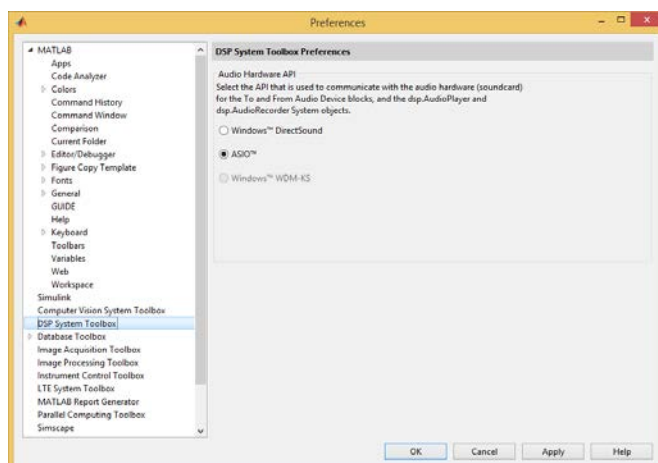 Preferences
MATLAB
Apps
Code Analyzer
Colors
Command History
Command Window
Comparison
Current Folder
Editor/Debugger
Figure Copy Template
Fonts
General
GUIDE
Help
Keyboard
Toolbars
Variables
Web
Workspace
Simulink
Computer Vision System Toolbox
DSP System Toolbox
Database Toolbox
Image Acquisition Toolbox
Image Processing Toolbox
Instrument Control Toolbox
LTE System Toolbox
MATLAB Report Generator
Parallel Computing Toolbox
Simscape
DSP System Toolbox Preferences
Audio Hardware API
Select the API that is used to communicate with the audio hardware (soundcard)
for the To and From Audio Device blocks, and the dsp.AudioPlayer and
dsp.AudioRecorder System objects.
Windows™ DirectSound
ASIO™
Windows™ WDM-KS
OK
Cancel
Apply
Help